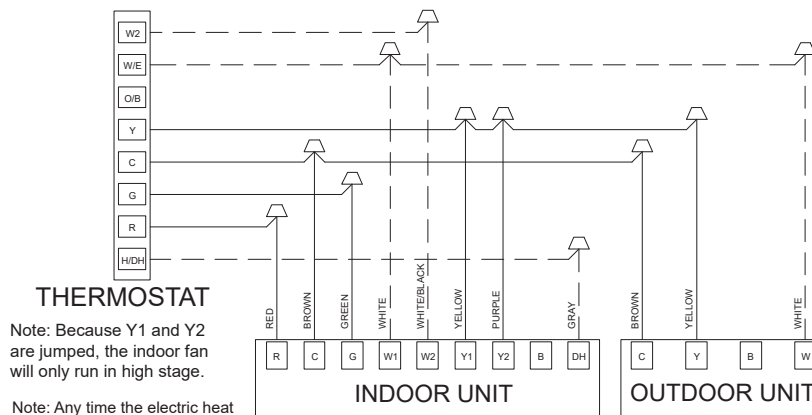 W2
W/E
O/B
Y
C
G
R
H/DH
THERMOSTAT
Note: Because Y1 and Y2
are jumped, the indoor fan
will only run in high stage.
Note: Any time the electric heat
RED
BROWN
GREEN
WHITE
WHITE/BLACK
YELLOW
PURPLE
GRAY
BROWN
YELLOW
WHITE
R C G W1 W2 Y1 Y2 B DH
INDOOR UNIT
C Y B W
OUTDOOR UNIT